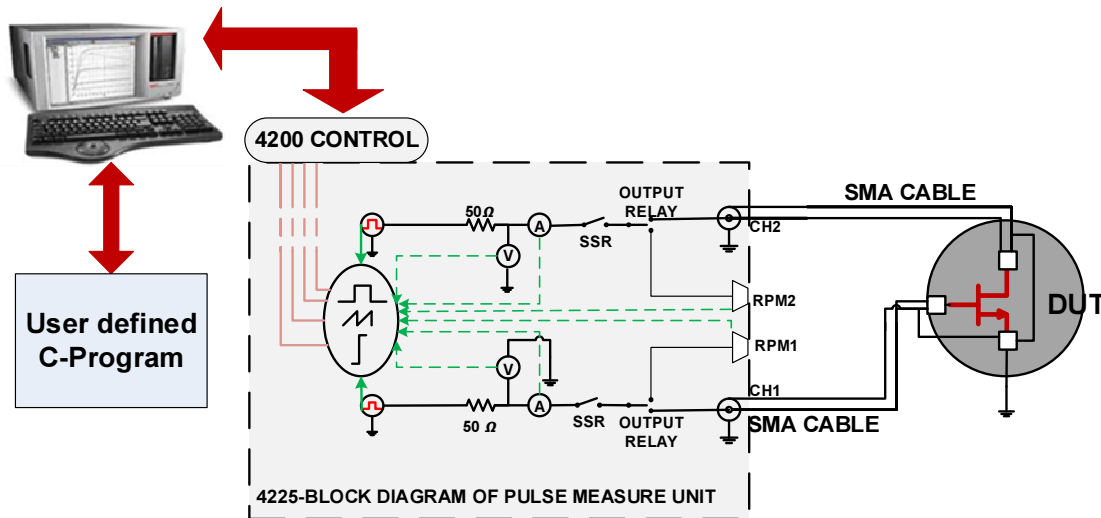 4200 CONTROL
OUTPUT
RELAY
SMA CABLE
50Ω
A
SSR
CH2
V
RPM2
DUT
User defined
C-Program
RPM1
V
CH1
A
50 Ω
SSR
OUTPUT
RELAY
SMA CABLE
4225-BLOCK DIAGRAM OF PULSE MEASURE UNIT